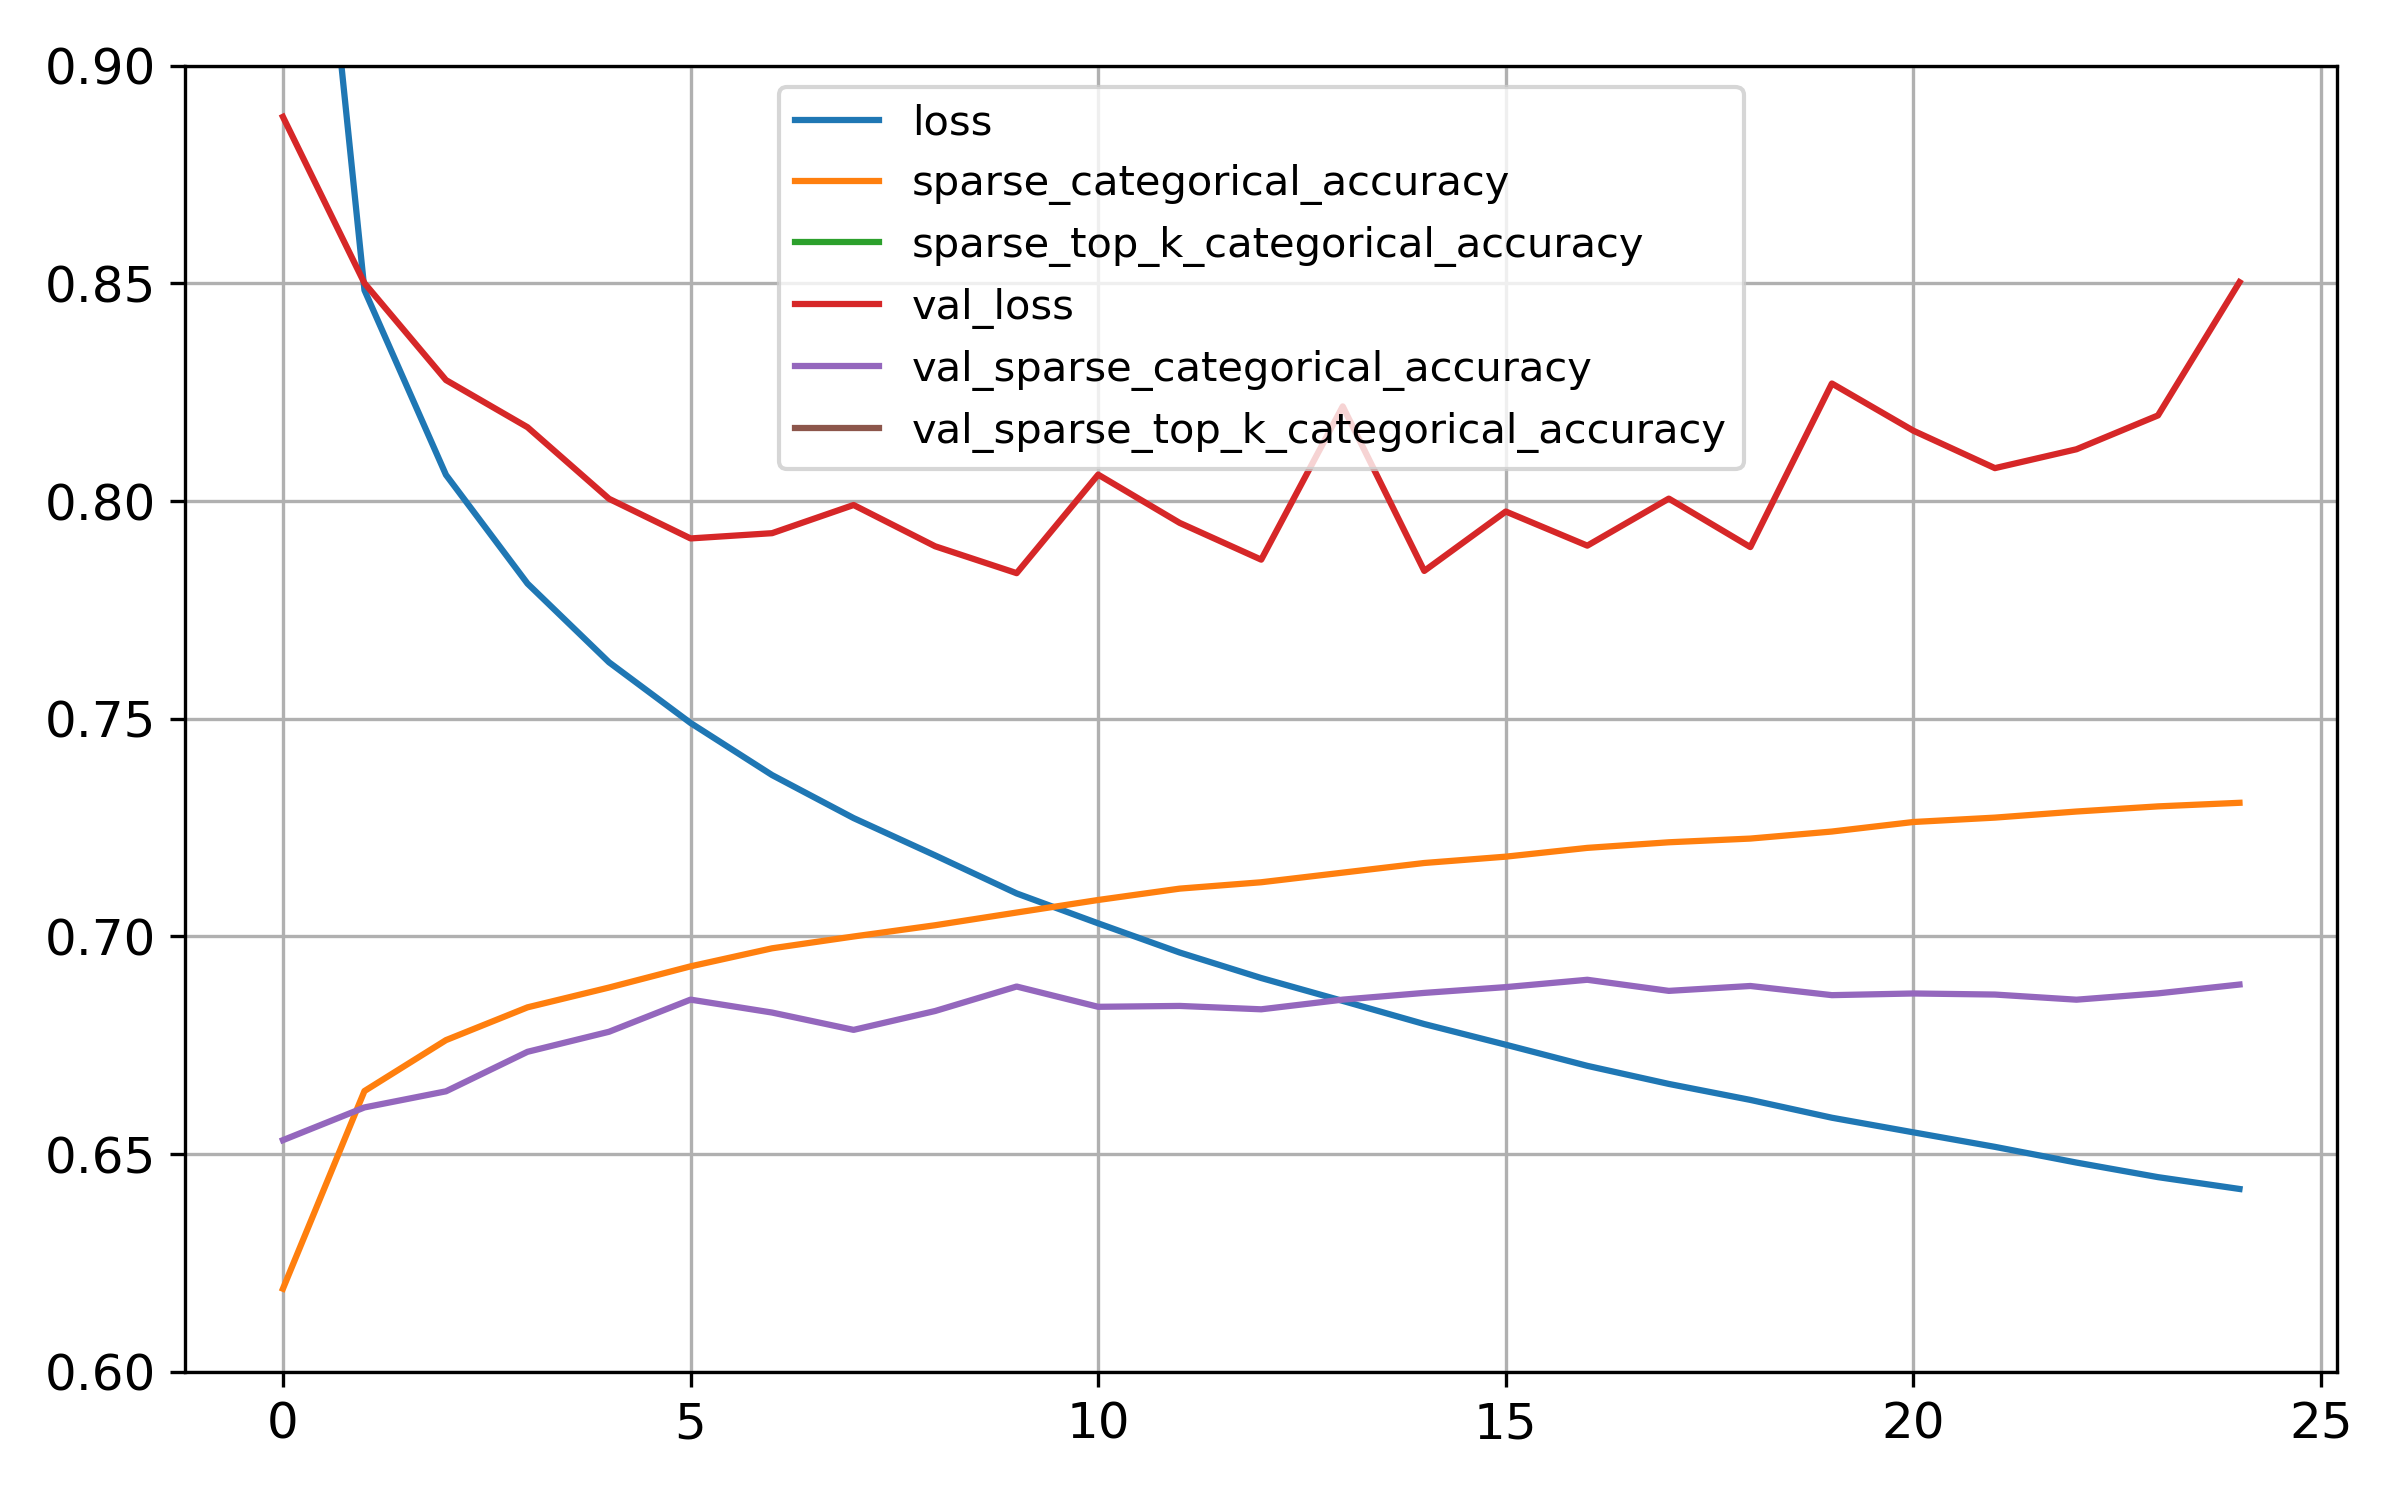 0.90
0.85
0.80
0.75
0.70
0.65
0.60
loss
sparse_categorical_accuracy
sparse_top_k_categorical_accuracy
val_loss
val_sparse_categorical_accuracy
val_sparse_top_k_categorical_accuracy
0 5 10 15 20 25